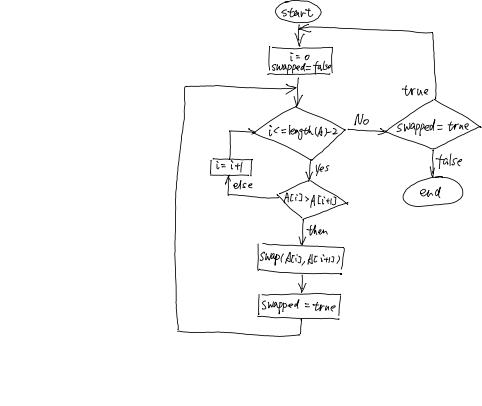 start
i = 0
swapped = false
true
i <= length(A)-2
No
swapped = true
i = i+1
yes
false
else
A[i] > A[i+1]
end
then
swap(A[i], A[i+1])
swapped = true